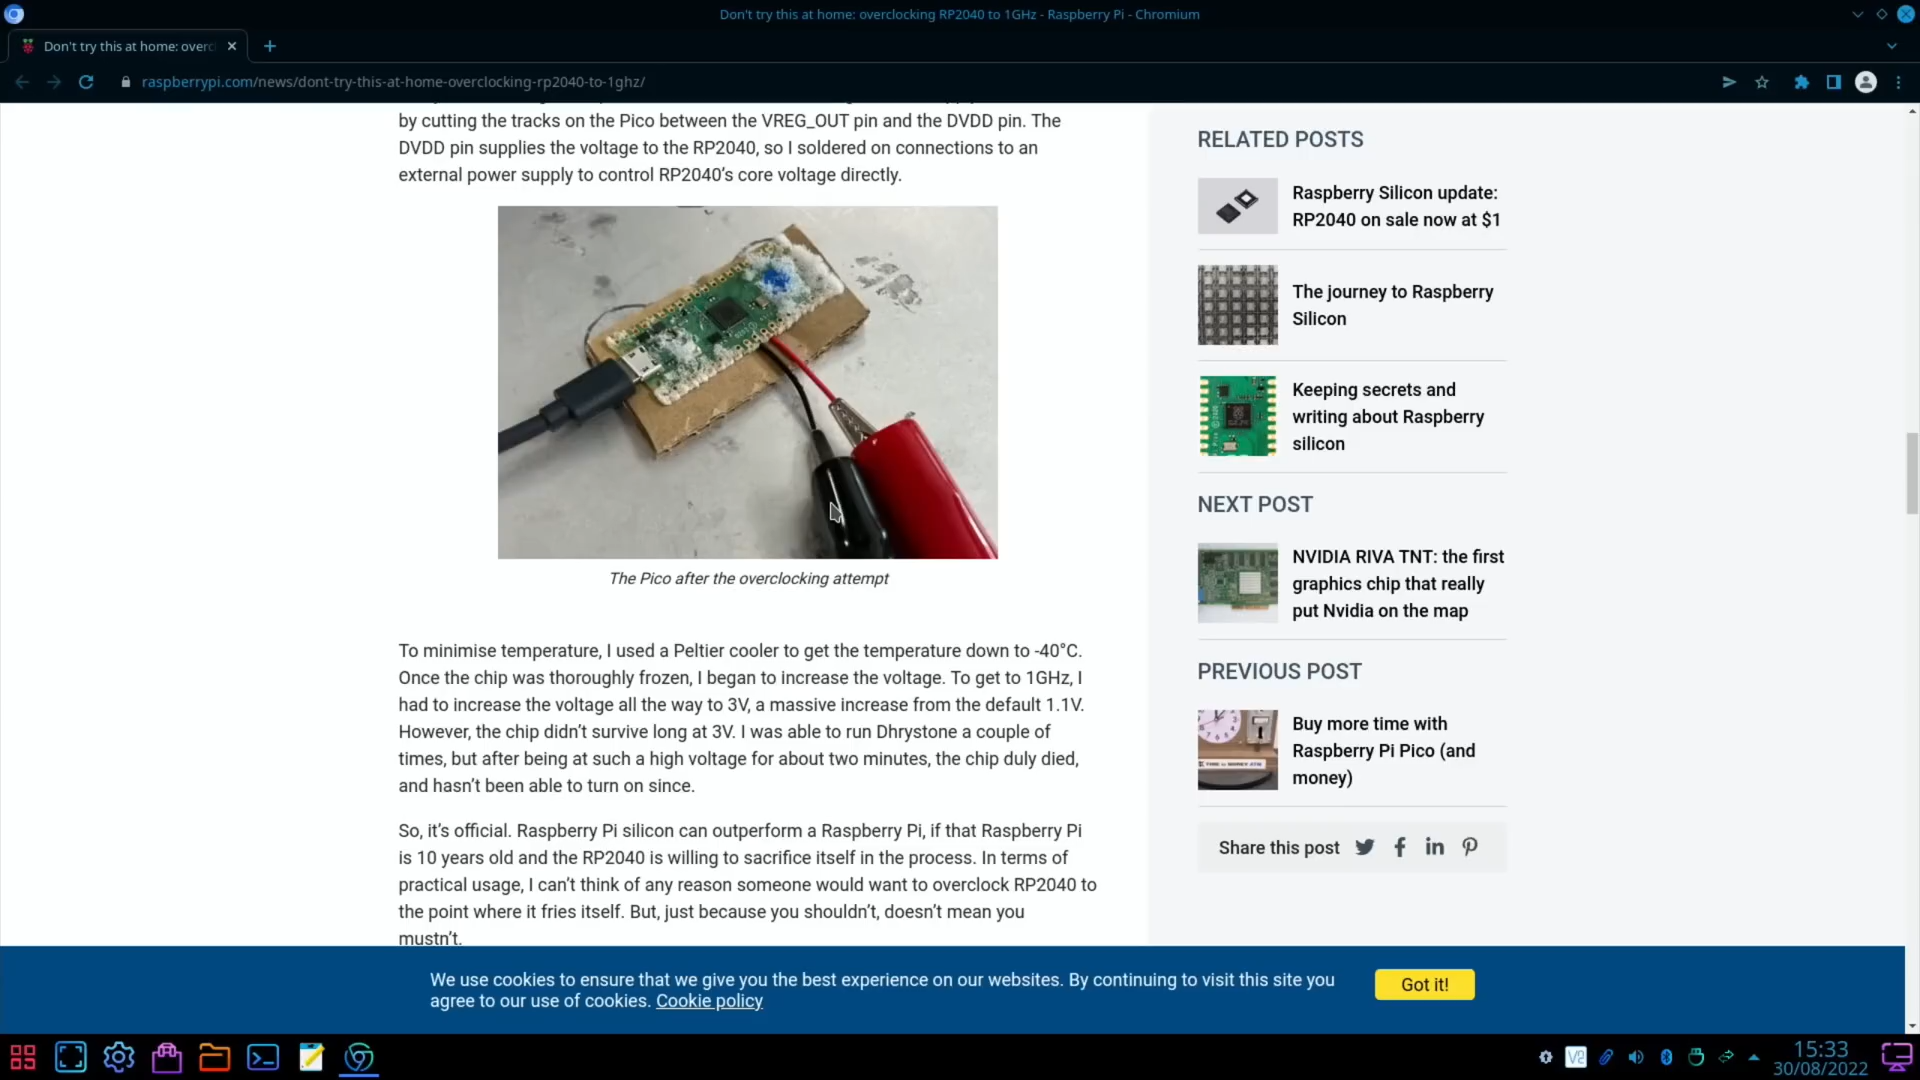 Don't try this at home: overclocking RP2040 to 1GHz - Raspberry Pi - Chromium
Don't try this at home: overc
raspberrypi.com/news/dont-try-this-at-home-overclocking-rp2040-to-1ghz/
by cutting the tracks on the Pico between the VREG_OUT pin and the DVDD pin. The
DVDD pin supplies the voltage to the RP2040, so I soldered on connections to an
external power supply to control RP2040’s core voltage directly.
The Pico after the overclocking attempt
To minimise temperature, I used a Peltier cooler to get the temperature down to -40°C.
Once the chip was thoroughly frozen, I began to increase the voltage. To get to 1GHz, I
had to increase the voltage all the way to 3V, a massive increase from the default 1.1V.
However, the chip didn’t survive long at 3V. I was able to run Dhrystone a couple of
times, but after being at such a high voltage for about two minutes, the chip duly died,
and hasn’t been able to turn on since.
So, it’s official. Raspberry Pi silicon can outperform a Raspberry Pi, if that Raspberry Pi
is 10 years old and the RP2040 is willing to sacrifice itself in the process. In terms of
practical usage, I can’t think of any reason someone would want to overclock RP2040 to
the point where it fries itself. But, just because you shouldn’t, doesn’t mean you
mustn’t.
RELATED POSTS
Raspberry Silicon update:
RP2040 on sale now at $1
The journey to Raspberry
Silicon
Keeping secrets and
writing about Raspberry
silicon
NEXT POST
NVIDIA RIVA TNT: the first
graphics chip that really
put Nvidia on the map
PREVIOUS POST
Buy more time with
Raspberry Pi Pico (and
money)
Share this post
We use cookies to ensure that we give you the best experience on our websites. By continuing to visit this site you
agree to our use of cookies. Cookie policy
Got it!
15:33
30/08/2022